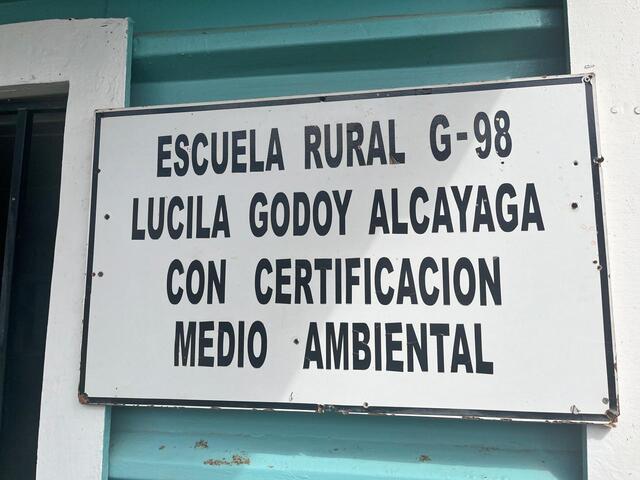 ESCUELA RURAL G-98
LUCILA GODOY ALCAYAGA
CON CERTIFICACION
MEDIO AMBIENTAL